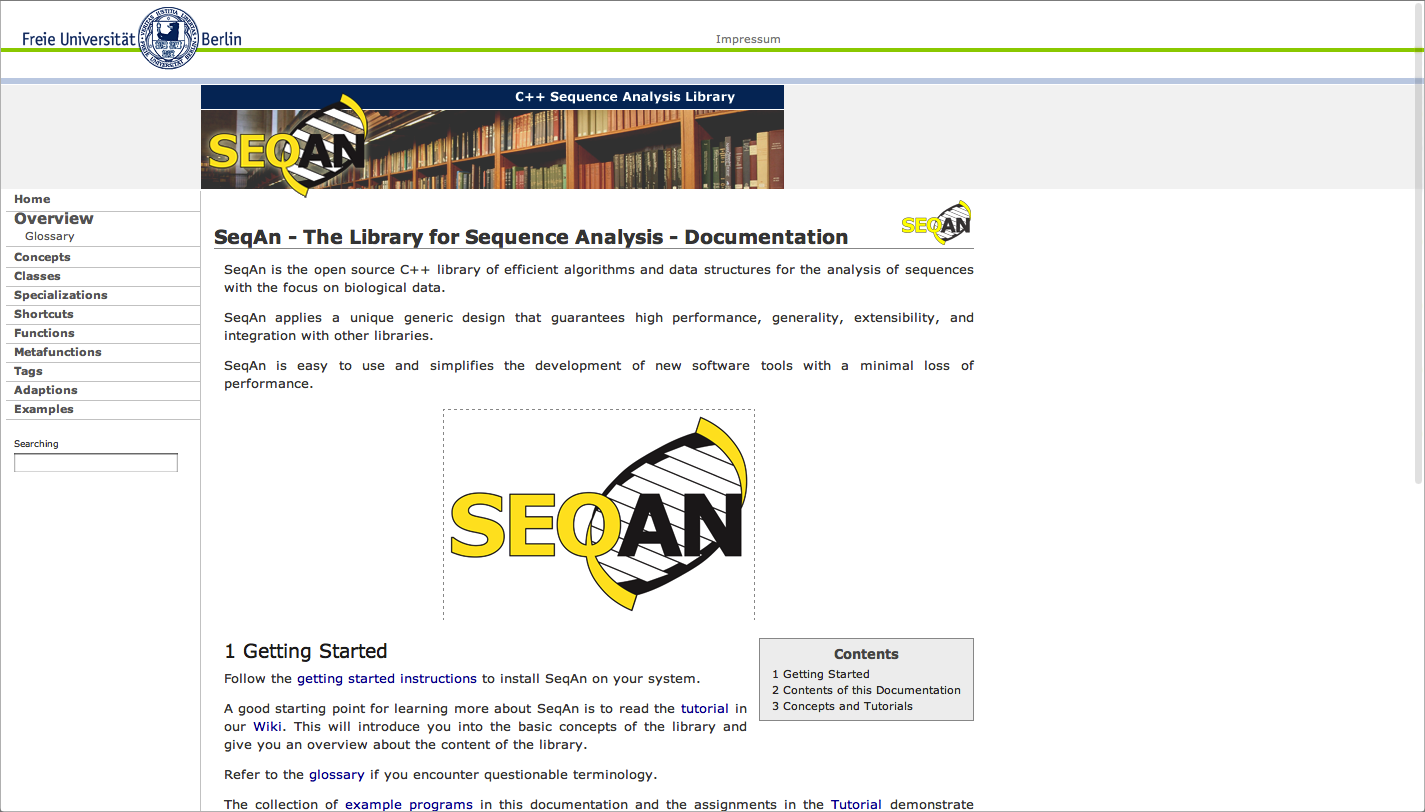 Freie Universität Berlin
Impressum
C++ Sequence Analysis Library
SEQAN
Home
Overview
Glossary
Concepts
Classes
Specializations
Shortcuts
Functions
Metafunctions
Tags
Adaptions
Examples
Searching
SEQAN
SeqAn - The Library for Sequence Analysis - Documentation
SeqAn is the open source C++ library of efficient algorithms and data structures for the analysis of sequences
with the focus on biological data.
SeqAn applies a unique generic design that guarantees high performance, generality, extensibility, and
integration with other libraries.
SeqAn is easy to use and simplifies the development of new software tools with a minimal loss of
performance.
SEQAN
1 Getting Started
Follow the getting started instructions to install SeqAn on your system.
A good starting point for learning more about SeqAn is to read the tutorial in
our Wiki. This will introduce you into the basic concepts of the library and
give you an overview about the content of the library.
Refer to the glossary if you encounter questionable terminology.
The collection of example programs in this documentation and the assignments in the Tutorial demonstrate
Contents
1 Getting Started
2 Contents of this Documentation
3 Concepts and Tutorials